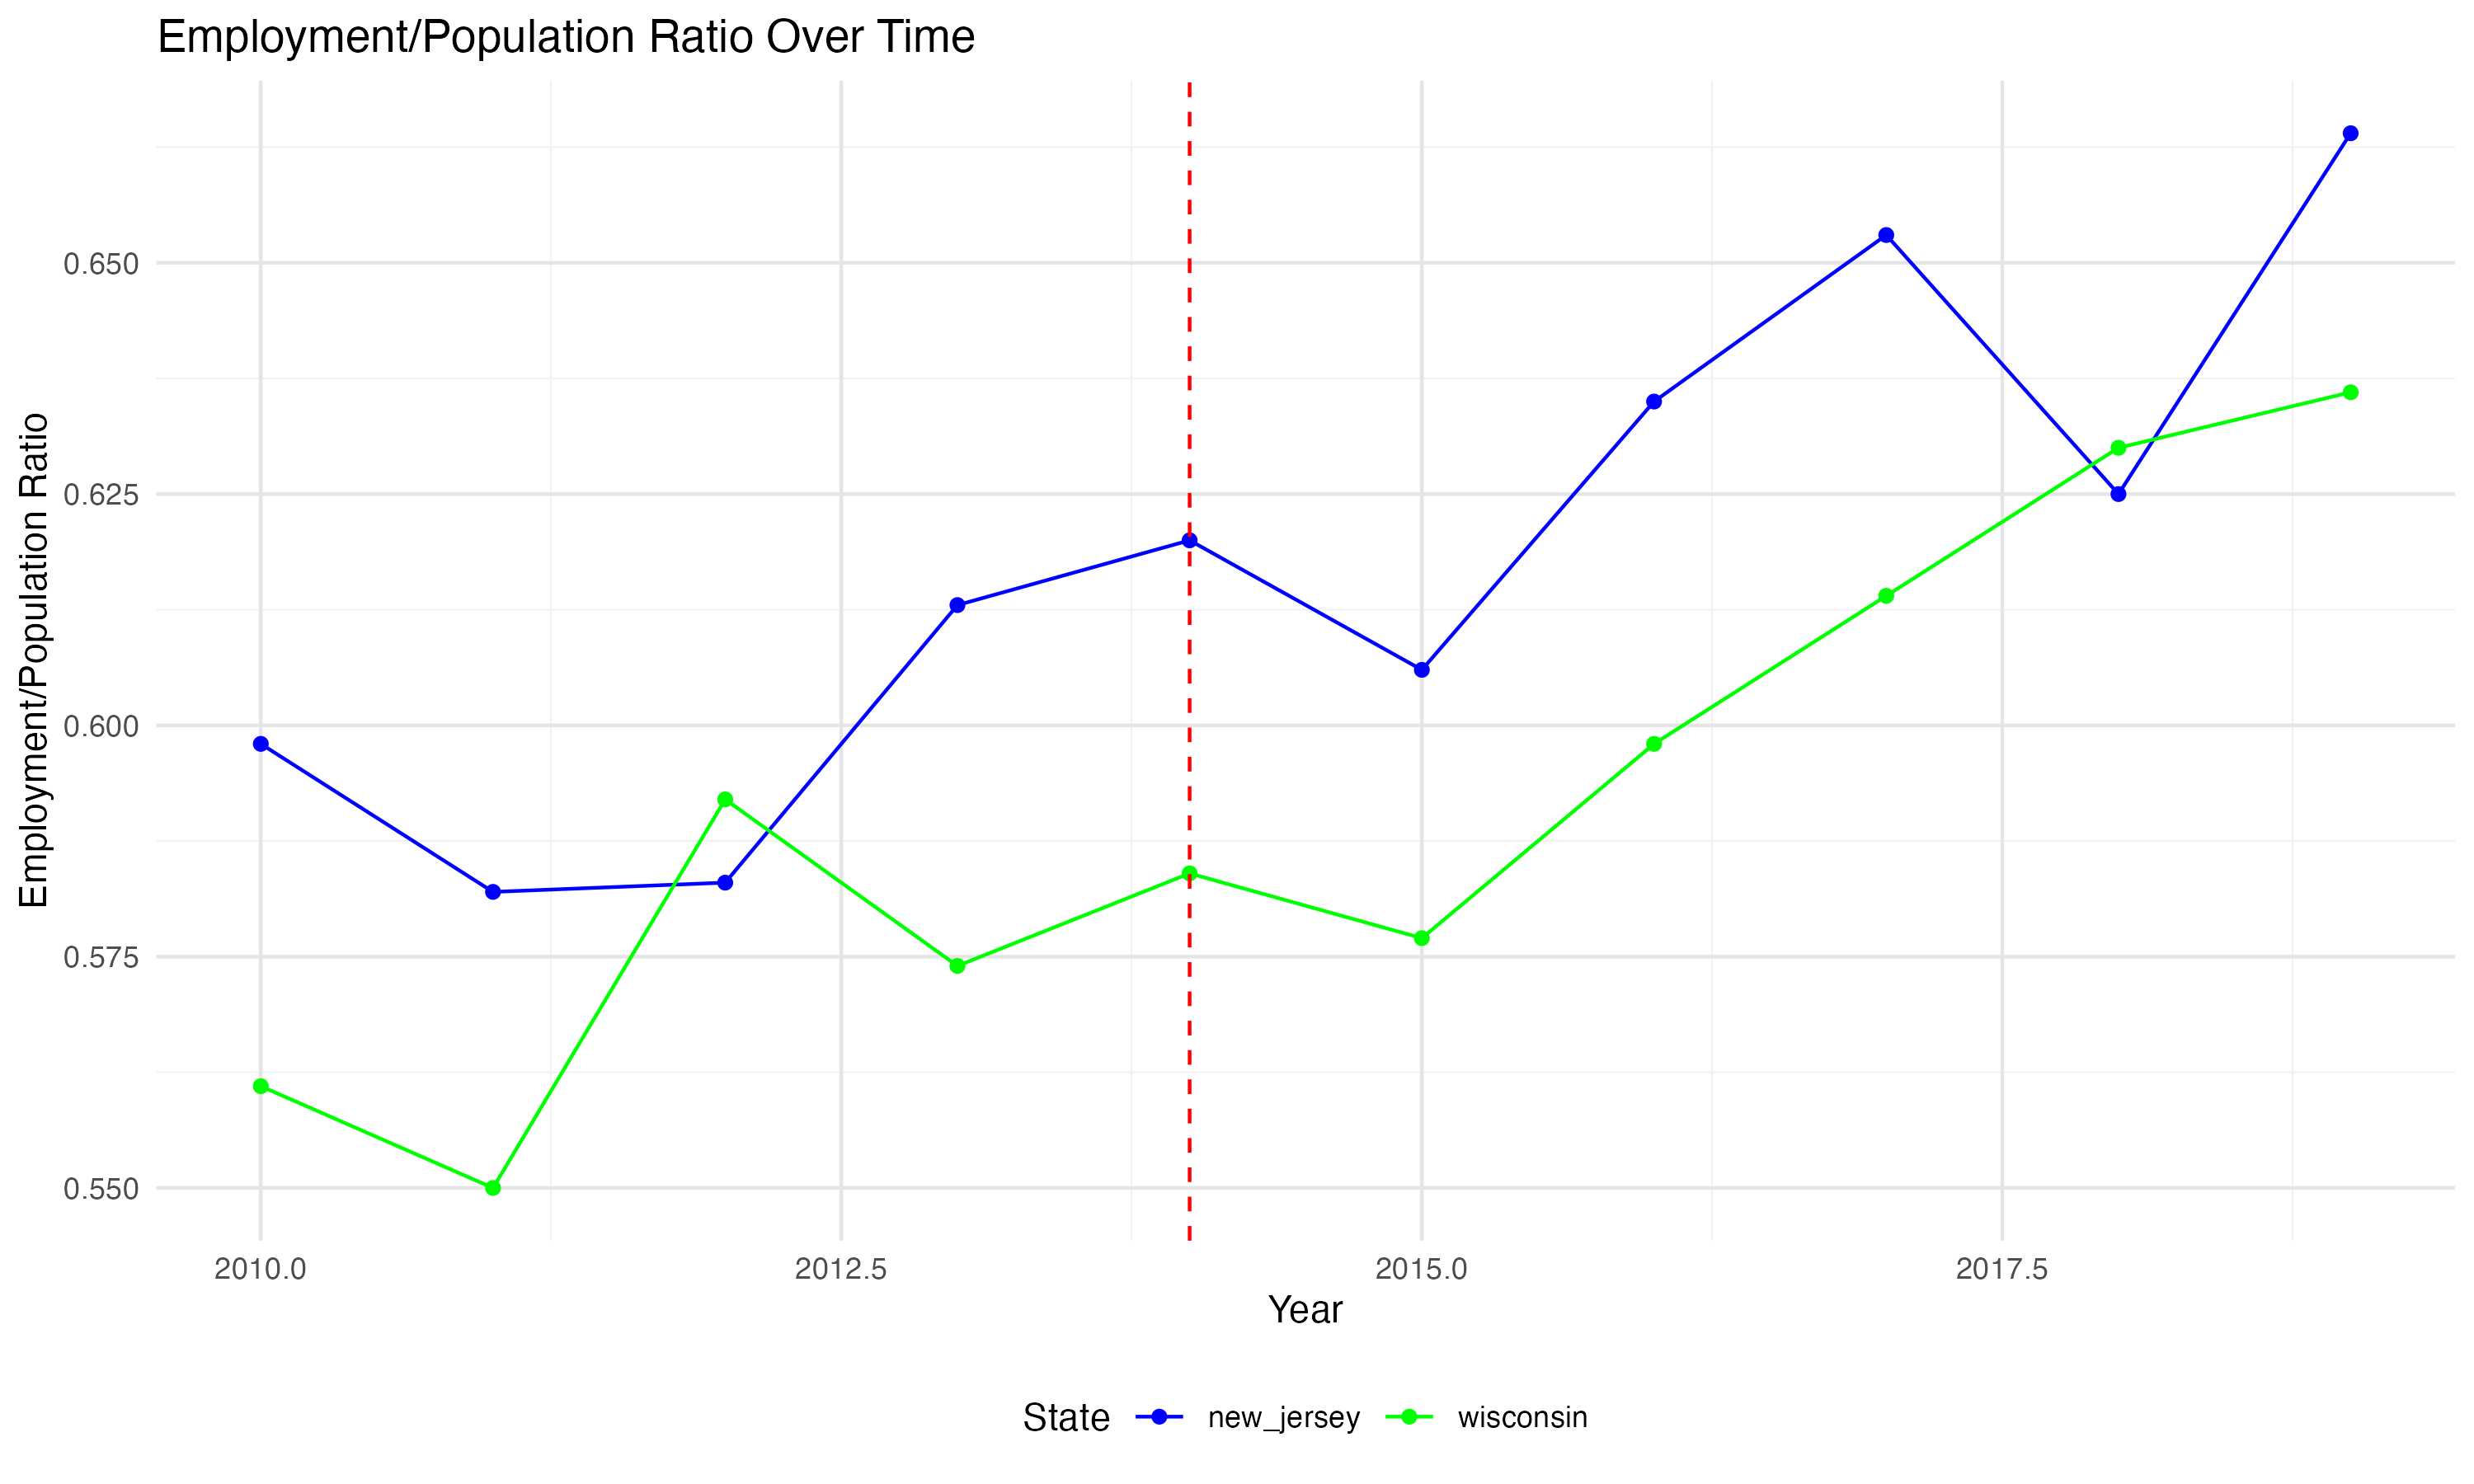 Employment/Population Ratio Over Time
Employment/Population Ratio
0.650
0.625
0.600
0.575
0.550
2010.0 2012.5 2015.0 2017.5
Year
State new_jersey wisconsin